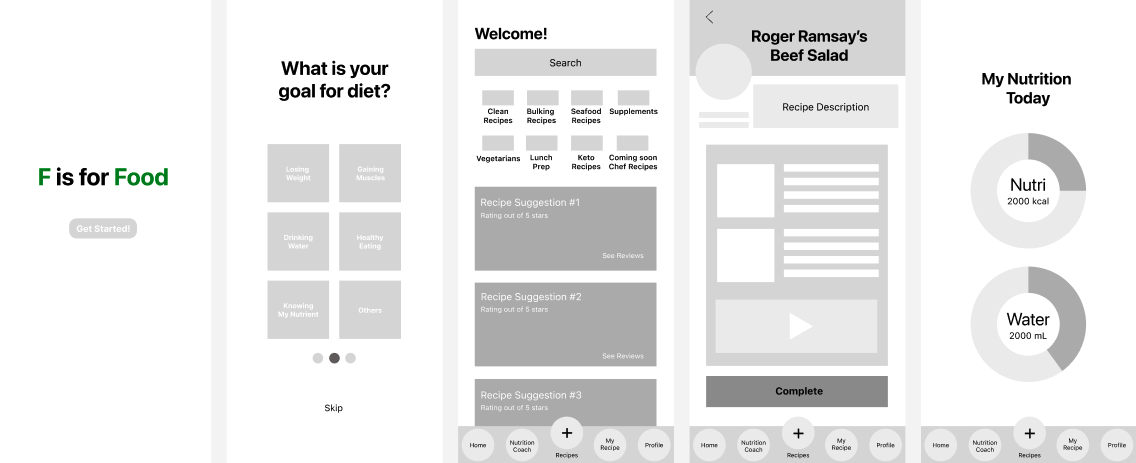 F is for Food
Get Started!
What is your
goal for diet?
Losing
Weight
Gaining
Muscles
Drinking
Water
Healthy
Eating
Knowing
My Nutrient
Others
Skip
Welcome!
Search
Clean
Recipes
Bulking
Recipes
Seafood
Recipes
Supplements
Vegetarians
Lunch
Prep
Keto
Recipes
Coming soon
Chef Recipes
Recipe Suggestion #1
Rating out of 5 stars
See Reviews
Recipe Suggestion #2
Rating out of 5 stars
See Reviews
Recipe Suggestion #3
Rating out of 5 stars
Home
Nutrition
Coach
+
Recipes
My
Recipe
Profile
Roger Ramsay's
Beef Salad
Recipe Description
Complete
Home
Nutrition
Coach
+
Recipes
My
Recipe
Profile
My Nutrition
Today
Nutri
2000 kcal
Water
2000 mL
Home
Nutrition
Coach
+
Recipes
My
Recipe
Profile